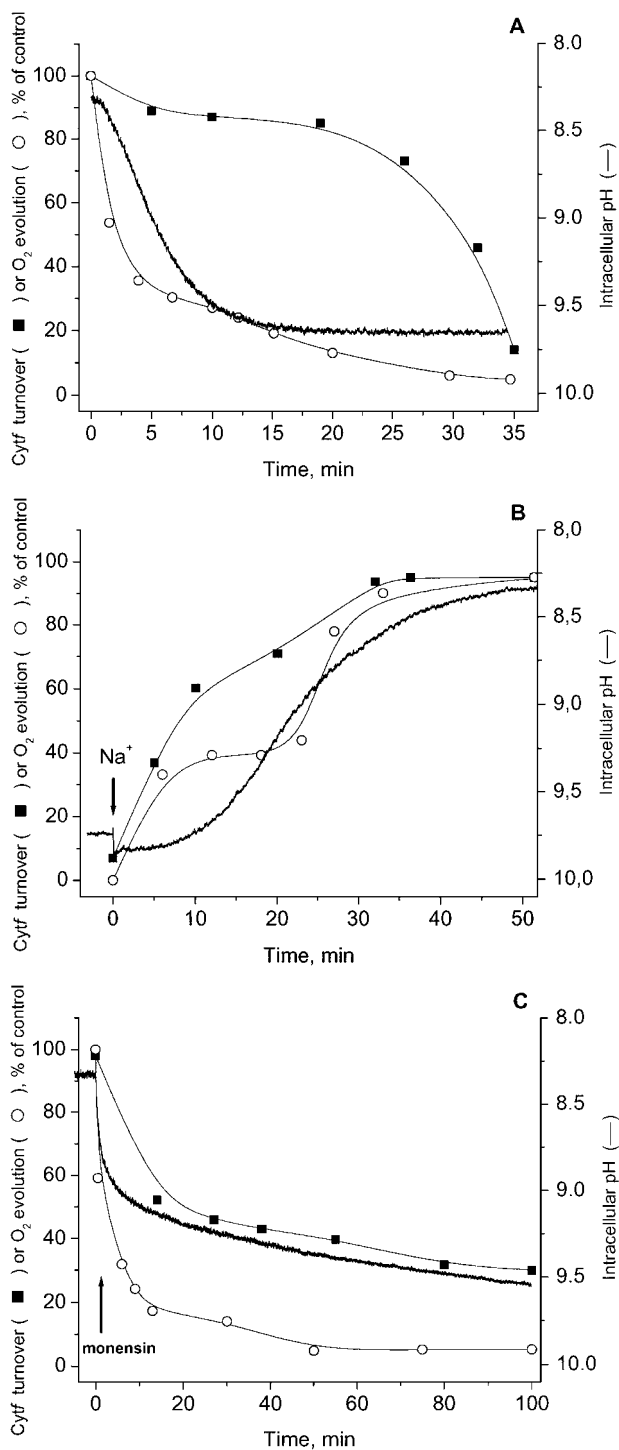 A
Cytf turnover ( ■ ) or O2 evolution ( ○ ), % of control
100
80
60
40
20
0
8.0
8.5
9.0
9.5
10.0
Intracellular pH (—)
0 5 10 15 20 25 30 35
Time, min
B
Cytf turnover ( ■ ) or O2 evolution ( ○ ), % of control
100
80
60
40
20
0
Na+
8,0
8,5
9,0
9,5
10,0
Intracellular pH (—)
0 10 20 30 40 50
Time, min
C
Cytf turnover ( ■ ) or O2 evolution ( ○ ), % of control
100
80
60
40
20
0
monensin
8.0
8.5
9.0
9.5
10.0
Intracellular pH (—)
0 20 40 60 80 100
Time, min